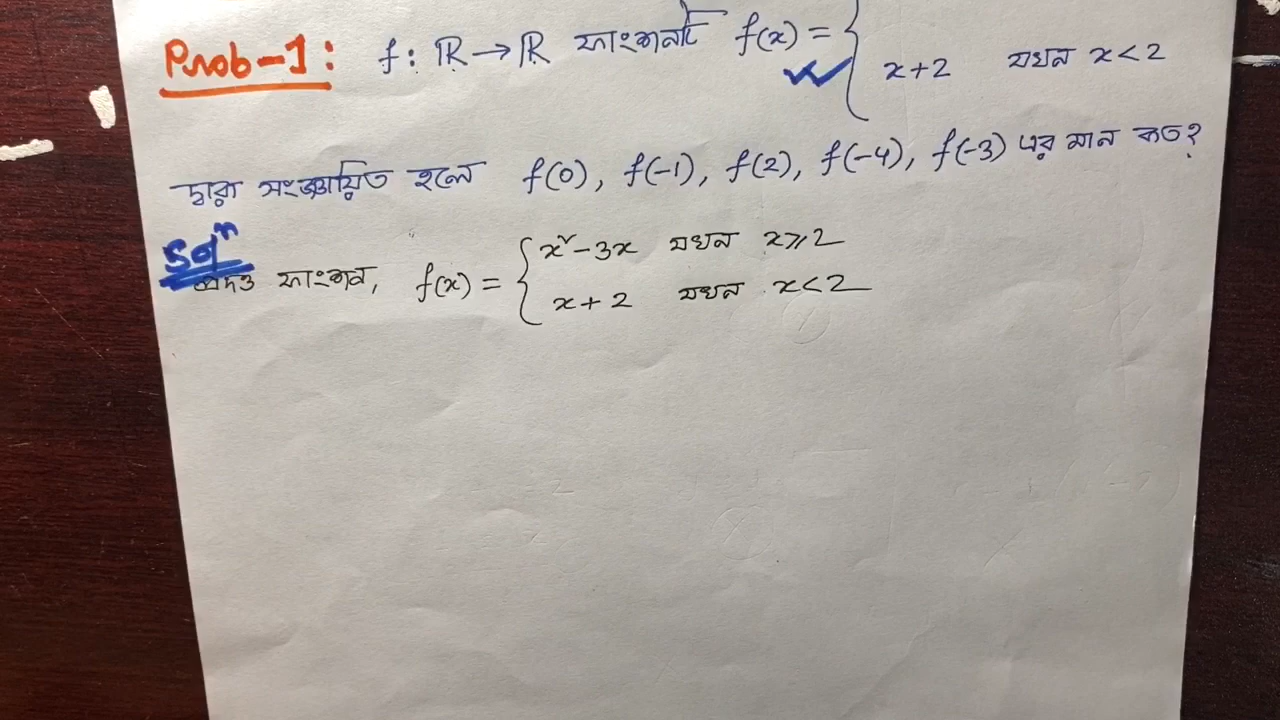 Prob-1: f: ℝ → ℝ ফাংশনটি f(x) = {
x+2 যখন x<2
দ্বারা সংজ্ঞায়িত হলে f(0), f(-1), f(2), f(-4), f(-3) এর মান কত?
Solⁿ
প্রদত্ত ফাংশন, f(x) = { x² - 3x যখন x⩾2
x + 2 যখন x<2